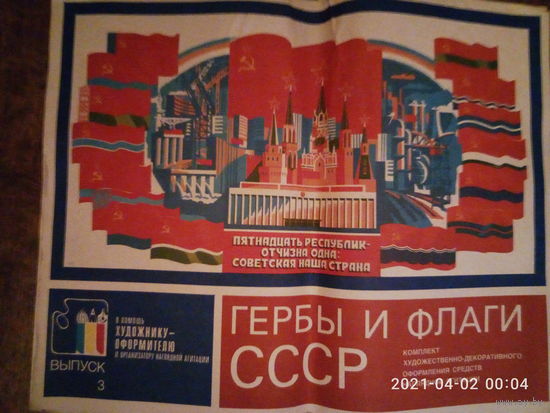 ПЯТНАДЦАТЬ РЕСПУБЛИК-
ОТЧИЗНА ОДНА:
СОВЕТСКАЯ НАША СТРАНА
В ПОМОЩЬ
ХУДОЖНИКУ-
ОФОРМИТЕЛЮ
И ОРГАНИЗАТОРУ НАГЛЯДНОЙ АГИТАЦИИ
ВЫПУСК
3
ГЕРБЫ И ФЛАГИ
СССР
КОМПЛЕКТ
ХУДОЖЕСТВЕННО-ДЕКОРАТИВНОГО
ОФОРМЛЕНИЯ СРЕДСТВ
2021-04-02 00:04